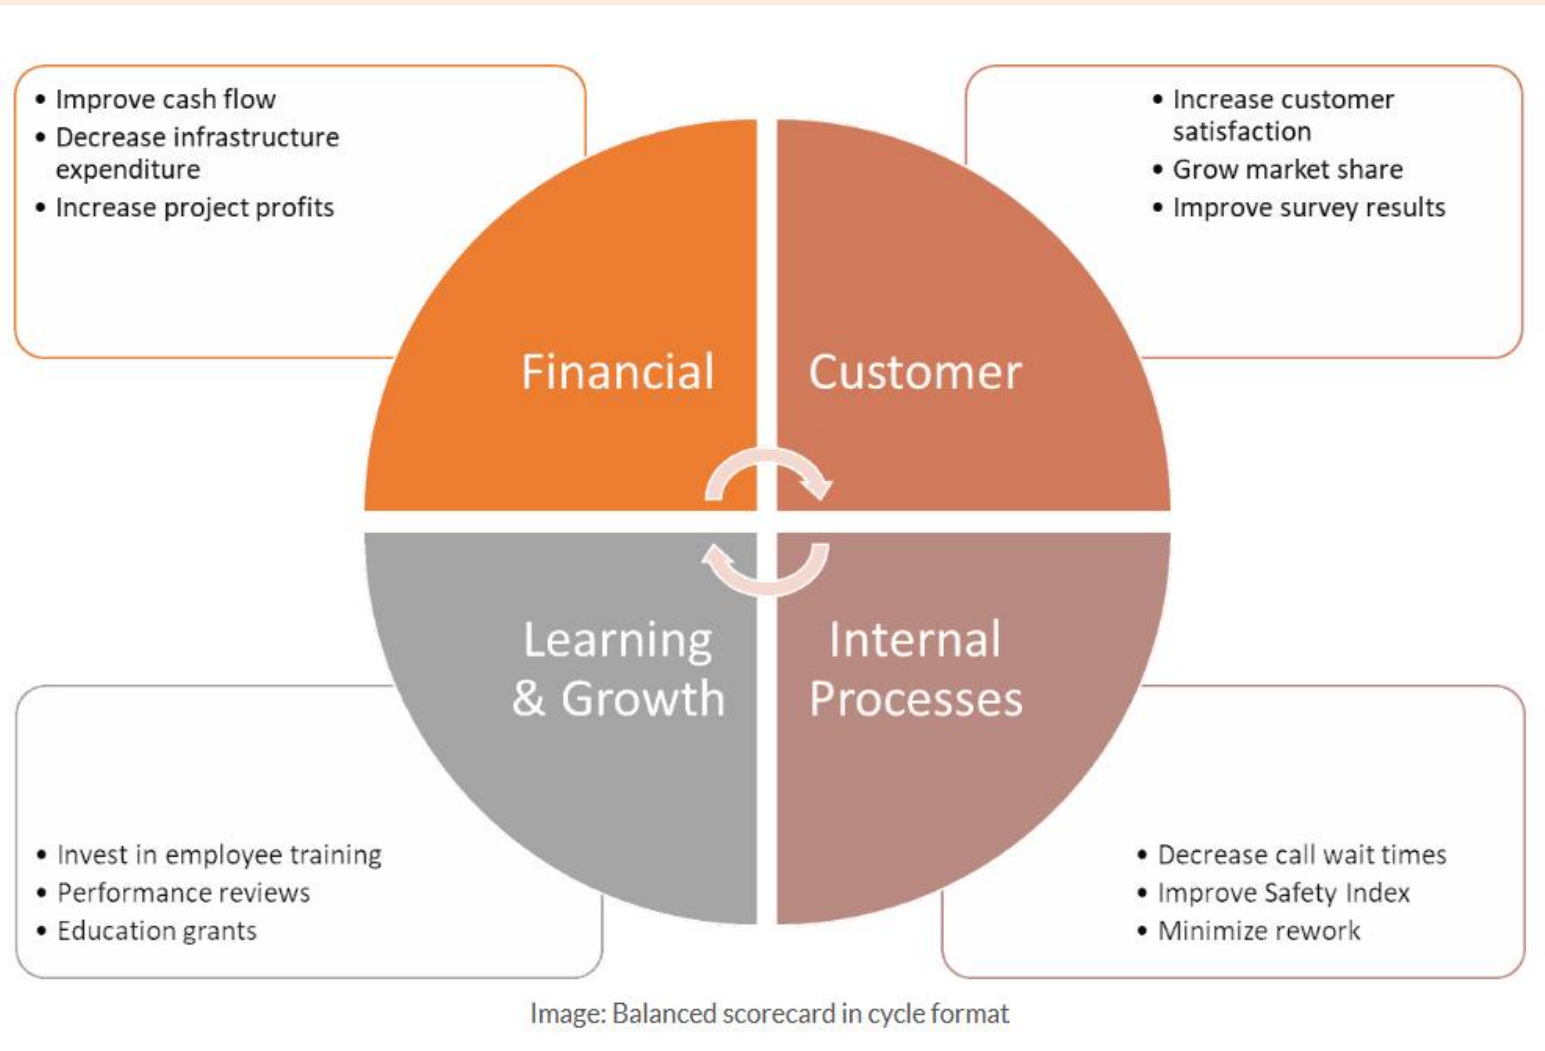 • Improve cash flow
• Decrease infrastructure
expenditure
• Increase project profits
• Increase customer
satisfaction
• Grow market share
• Improve survey results
Financial
Customer
Learning
& Growth
Internal
Processes
• Invest in employee training
• Performance reviews
• Education grants
• Decrease call wait times
• Improve Safety Index
• Minimize rework
Image: Balanced scorecard in cycle format